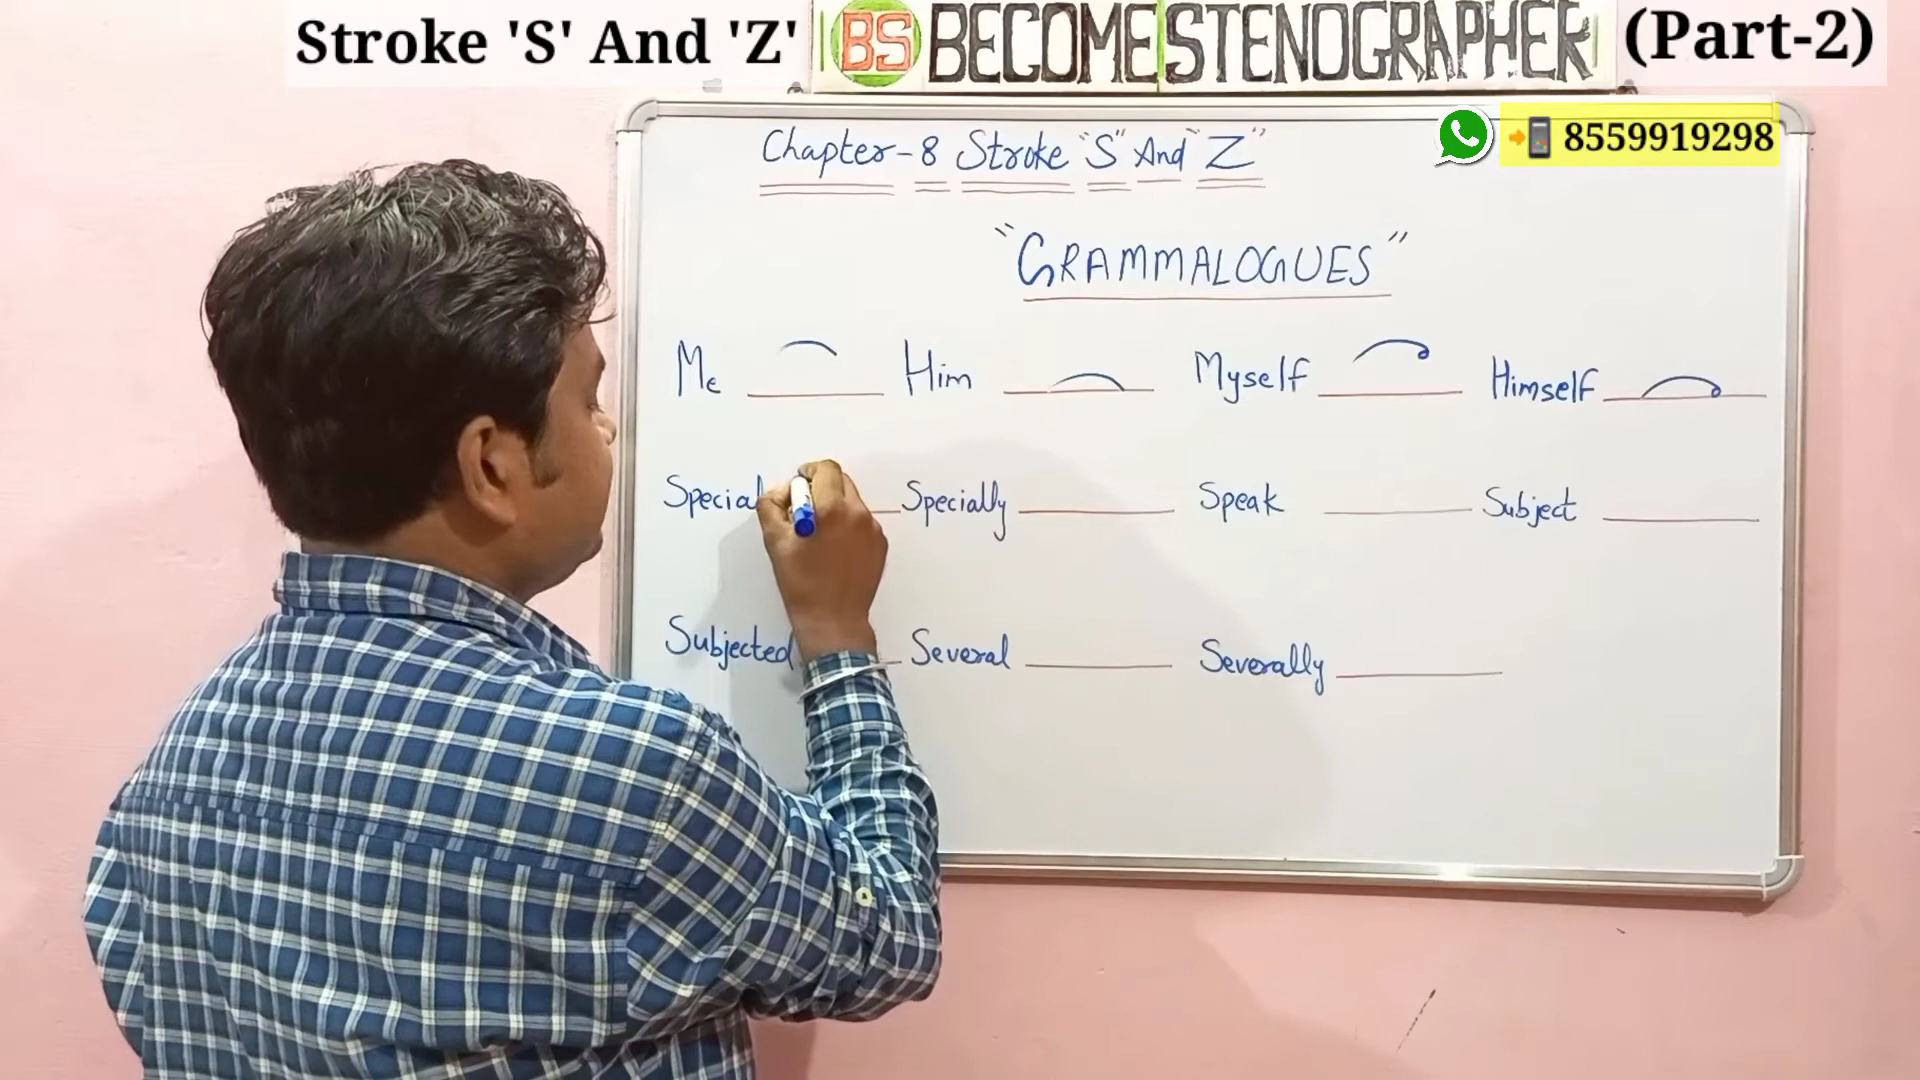 Stroke 'S' And 'Z' BS BECOME STENOGRAPHER (Part-2)
8559919298
Chapter-8 Stroke "S" And "Z"
"GRAMMALOGUES"
Me Him Myself Himself
Special Specially Speak Subject
Subjected Several Severally